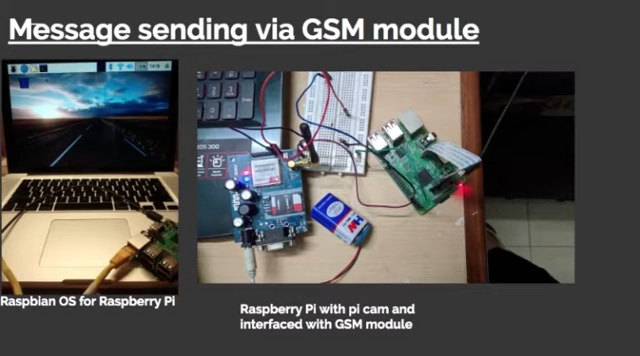 Message sending via GSM module
Raspbian OS for Raspberry Pi
Raspberry Pi with pi cam and
interfaced with GSM module
HW